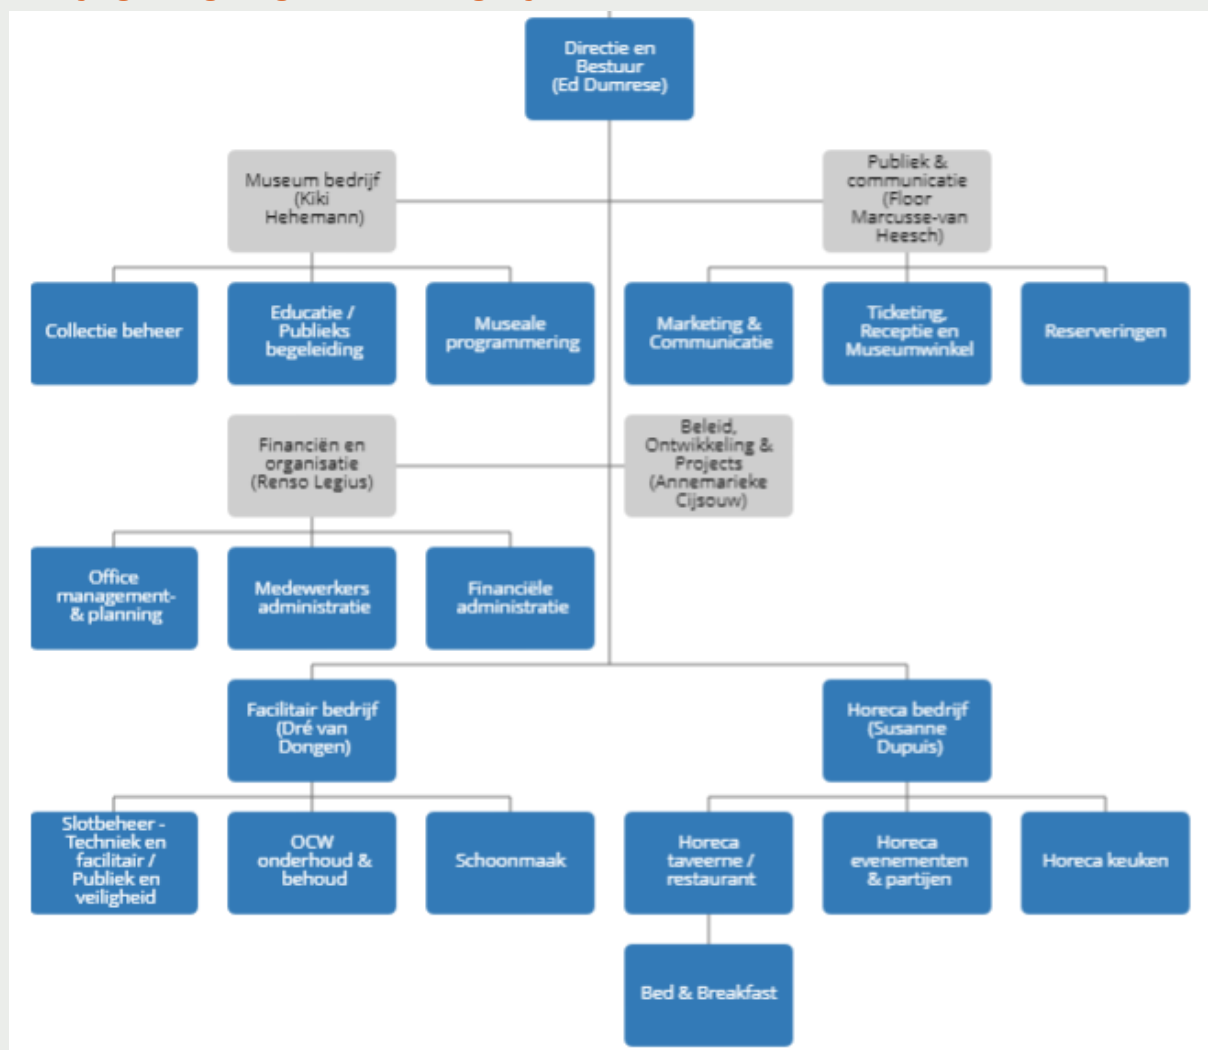 Directie en
Bestuur
(Ed Dumrese)
Museum bedrijf
(Kiki
Hehemann)
Publiek &
communicatie
(Floor
Marcusse-van
Heesch)
Collectie beheer
Educatie /
Publieks
begeleiding
Museale
programmering
Marketing &
Communicatie
Ticketing,
Receptie en
Museumwinkel
Reserveringen
Financiën en
organisatie
(Renso Legius)
Beleid,
Ontwikkeling &
Projects
(Annemarieke
Cijsouw)
Office
management-
& planning
Medewerkers
administratie
Financiële
administratie
Facilitair bedrijf
(Dré van
Dongen)
Horeca bedrijf
(Susanne
Dupuis)
Slotbeheer -
Techniek en
facilitair /
Publiek en
veiligheid
OCW
onderhoud &
behoud
Schoonmaak
Horeca
taveerne /
restaurant
Horeca
evenementen
& partijen
Horeca keuken
Bed & Breakfast